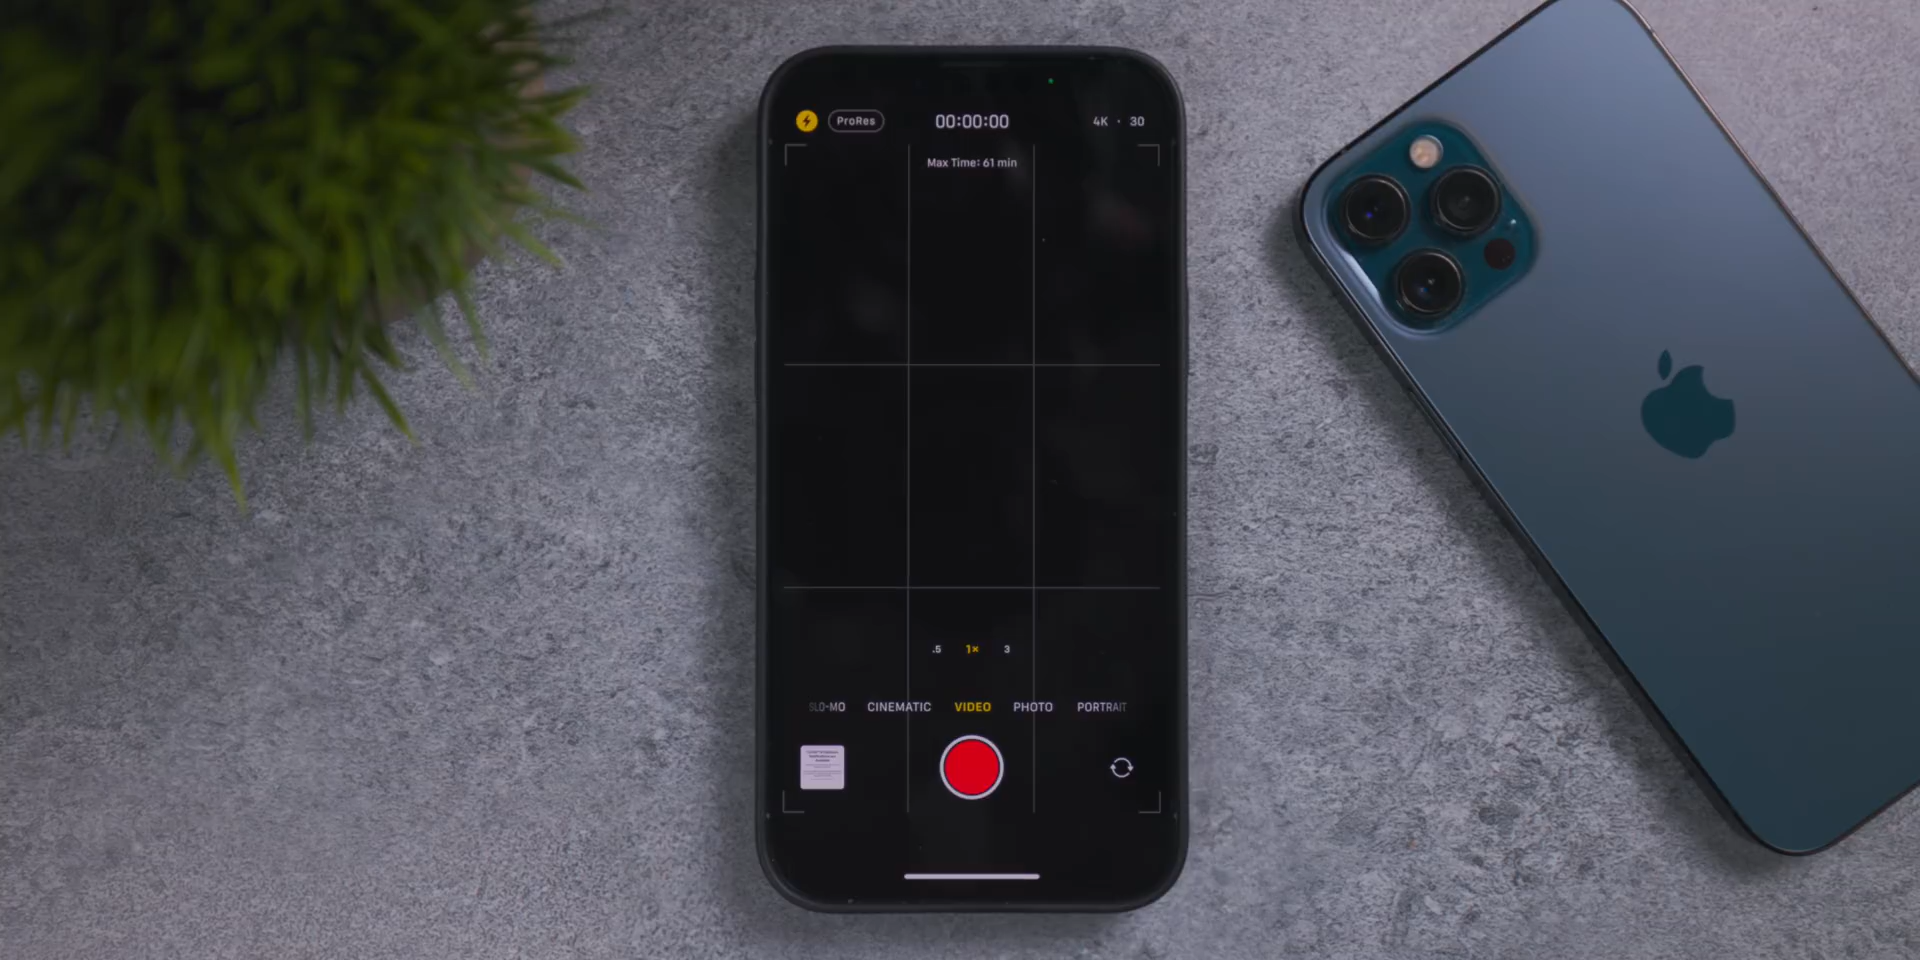 ProRes 00:00:00 4K · 30
Max Time: 61 min
.5 1× 3
SLO-MO CINEMATIC VIDEO PHOTO PORTRAIT